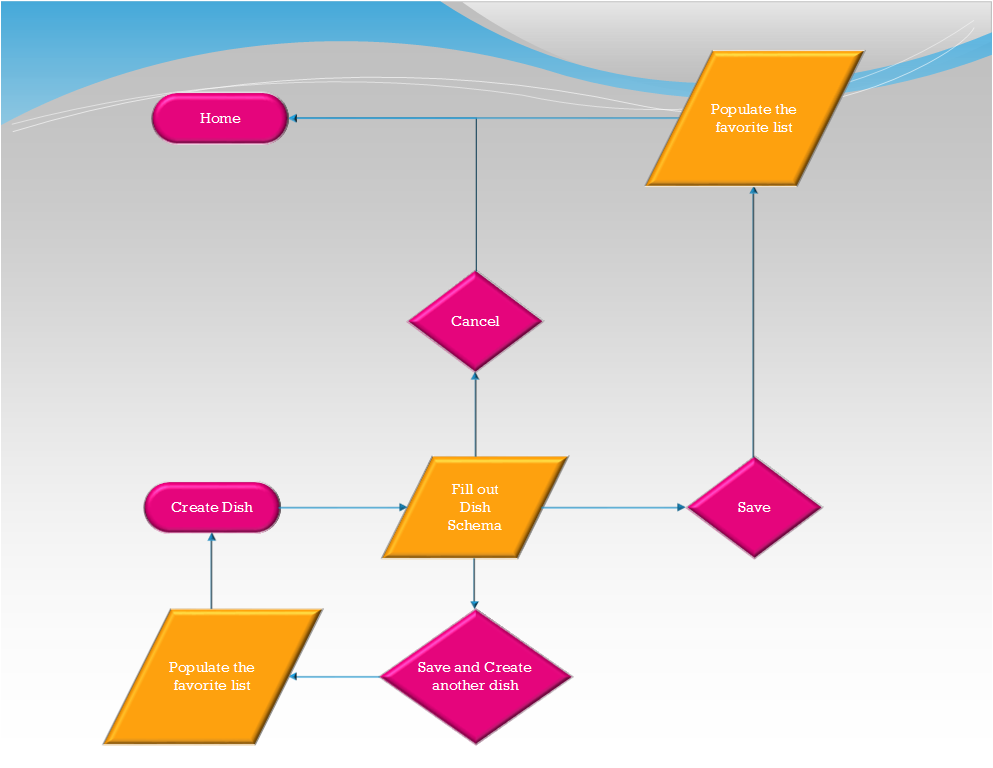 Populate the
favorite list
Home
Cancel
Fill out
Dish
Schema
Create Dish
Save
Populate the
favorite list
Save and Create
another dish